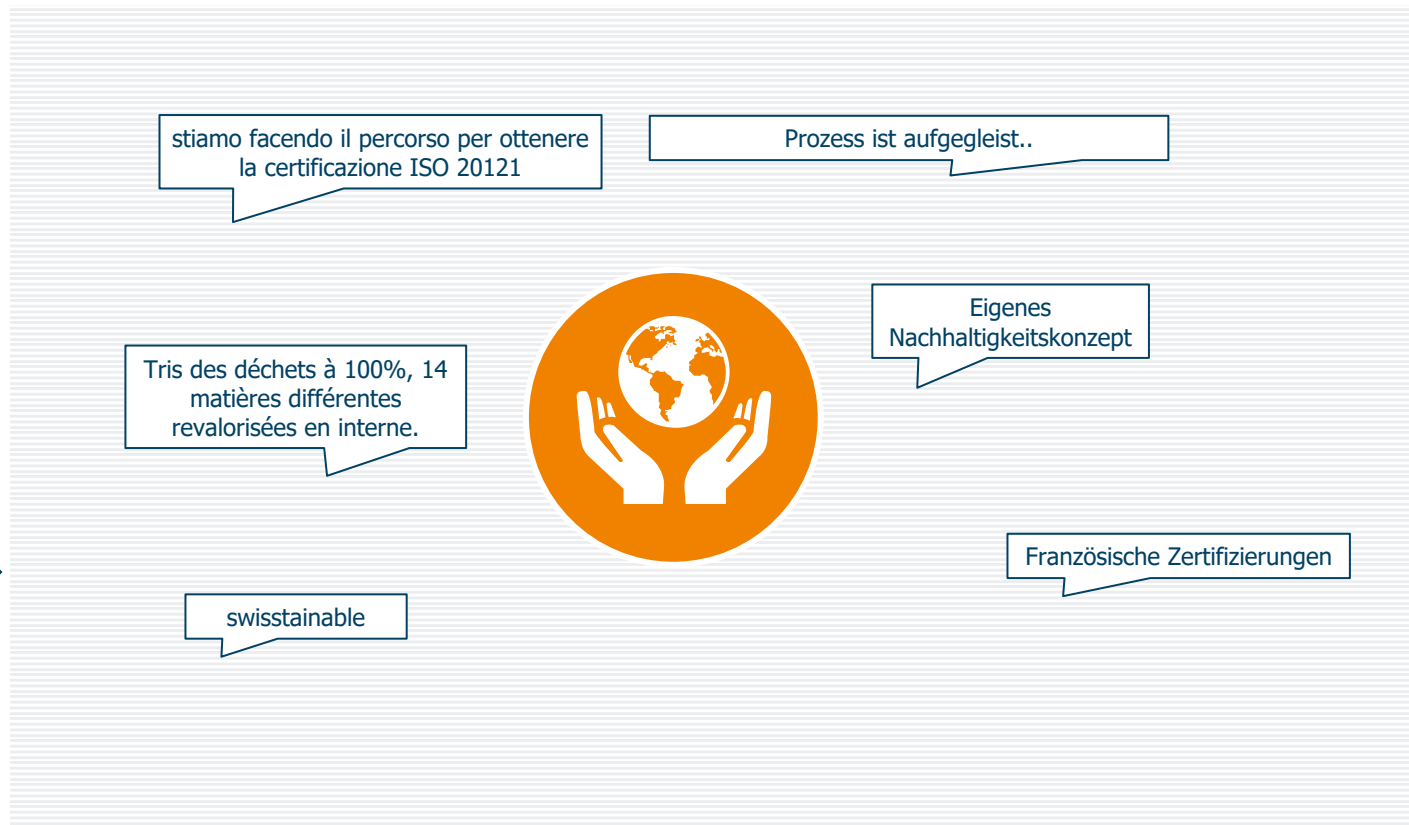 stiamo facendo il percorso per ottenere
la certificazione ISO 20121
Prozess ist aufgegleist..
Eigenes
Nachhaltigkeitskonzept
Tris des déchets à 100%, 14
matières différentes
revalorisées en interne.
Französische Zertifizierungen
swisstainable